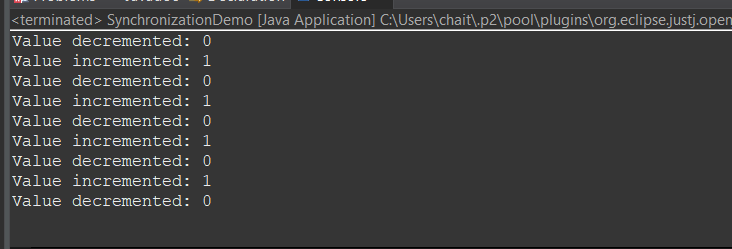 <terminated> SynchronizationDemo [Java Application] C:\Users\chait\.p2\pool\plugins\org.eclipse.justj.open
Value decremented: 0
Value incremented: 1
Value decremented: 0
Value incremented: 1
Value decremented: 0
Value incremented: 1
Value decremented: 0
Value incremented: 1
Value decremented: 0